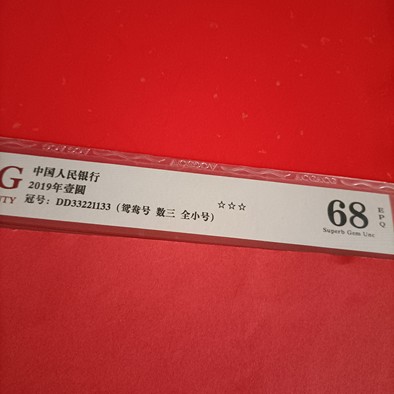 G
中国人民银行
2019年壹圆
冠号：DD33221133（鸳鸯号 数三 全小号）
☆☆☆
68
EPQ
Superb Gem Unc